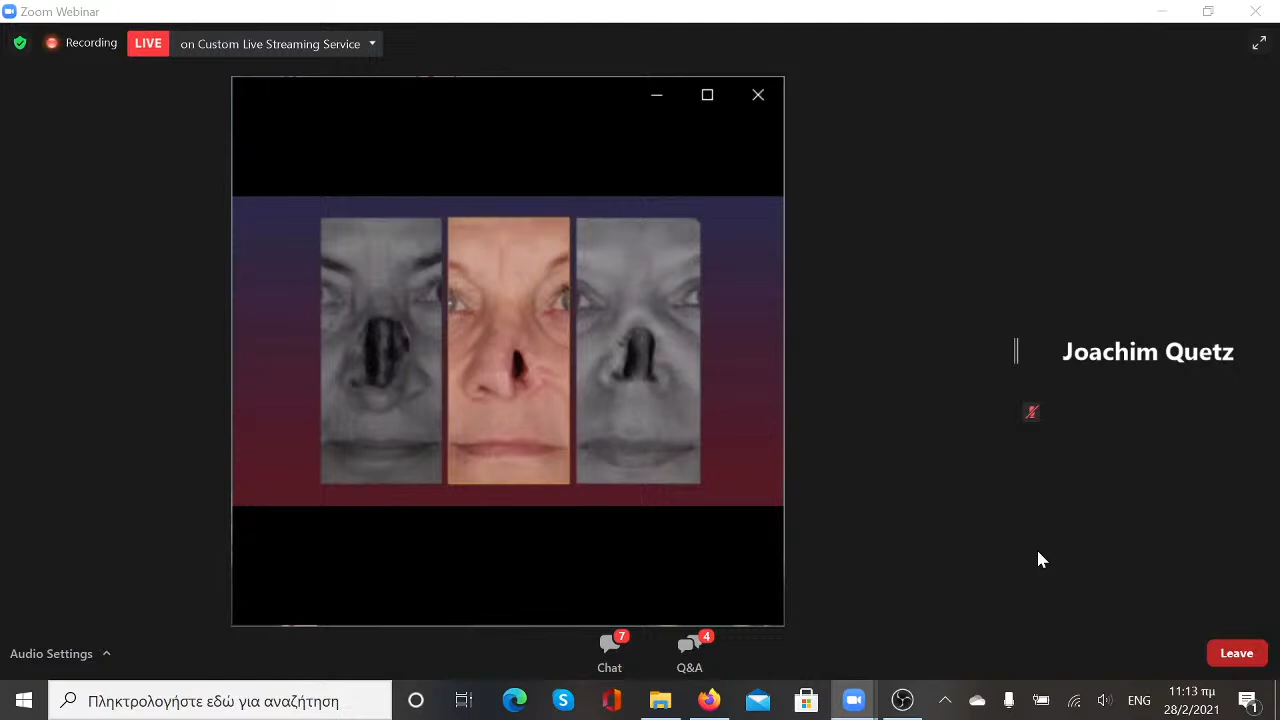 Zoom Webinar
Recording
LIVE
on Custom Live Streaming Service
Joachim Quetz
Audio Settings
7
Chat
4
Q&A
Leave
Πληκτρολογήστε εδώ για αναζήτηση
ENG
11:13 πμ
28/2/2021
1